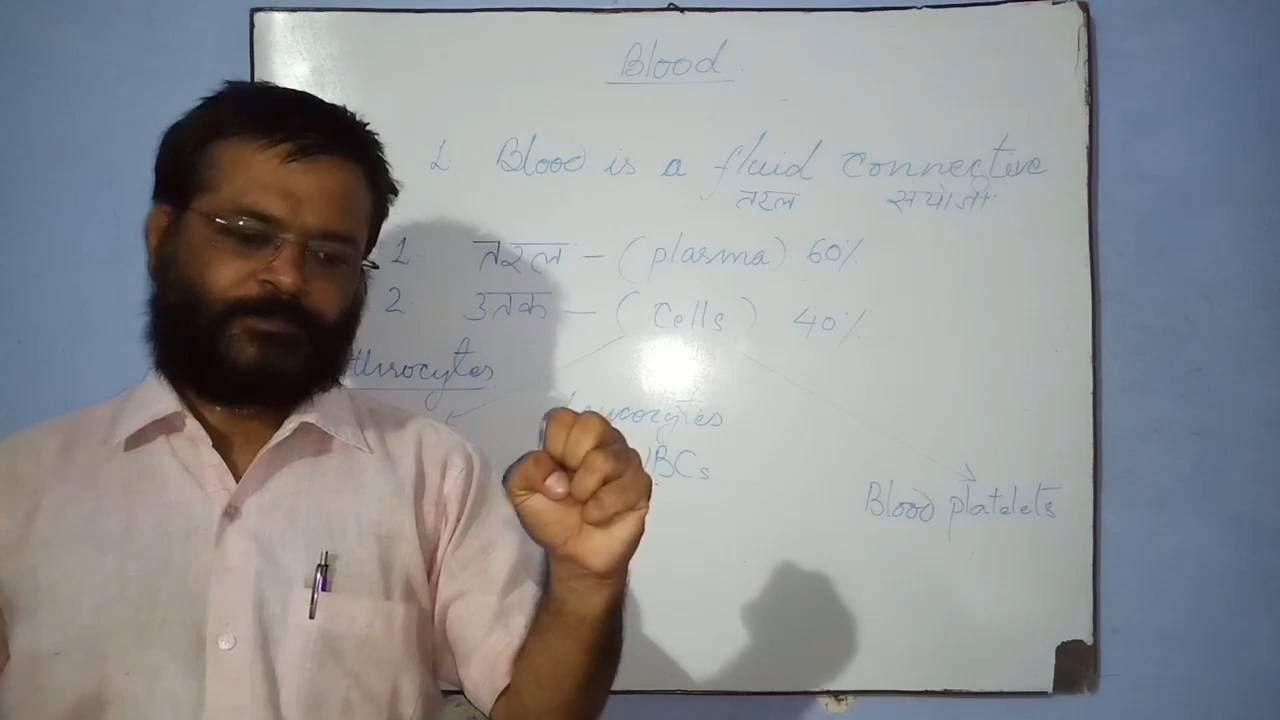 Blood
1. Blood is a fluid connective
तरल संयोजी
1. तरल - (plasma) 60%
2. उतक - (Cells) 40%
Blood platelets